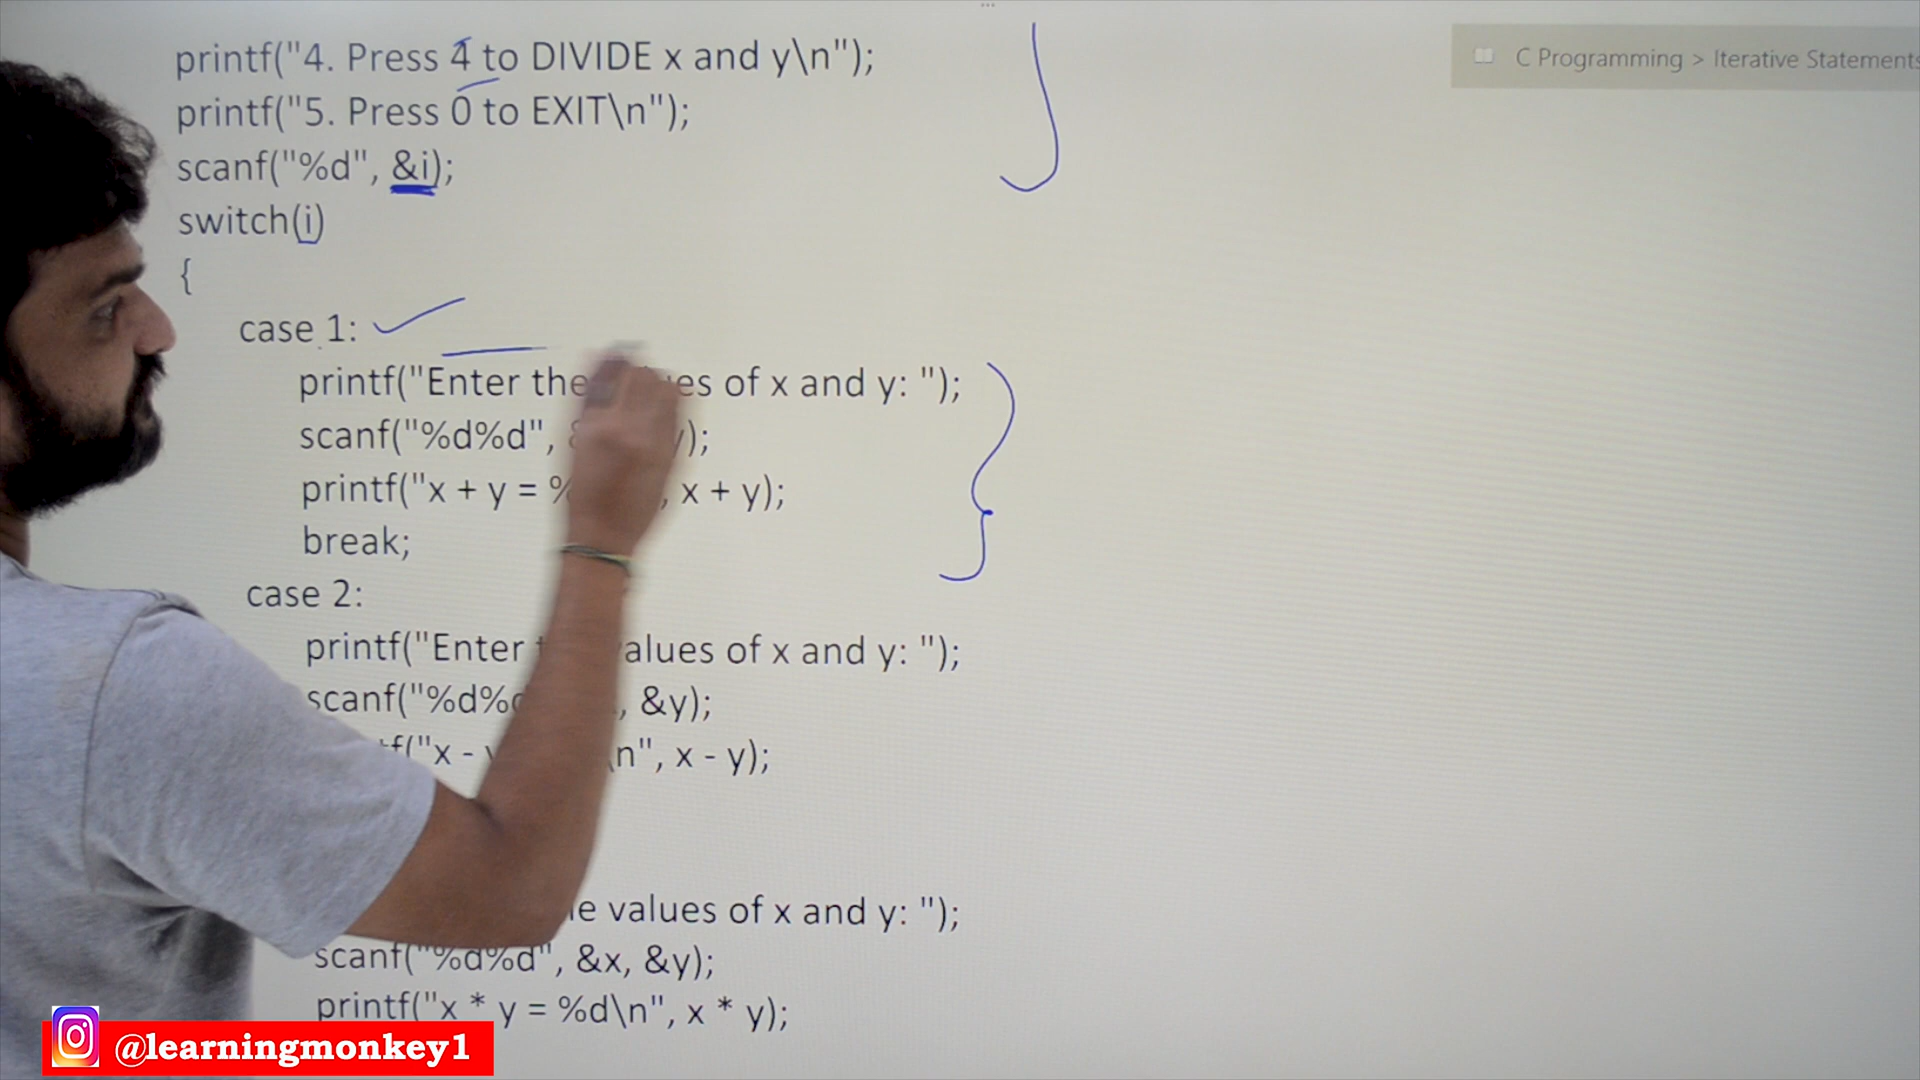 printf("4. Press 4 to DIVIDE x and y\n");
C Programming > Iterative Statements
printf("5. Press 0 to EXIT\n");
scanf("%d", &i);
switch(i)
{
case 1:
printf("Enter the values of x and y: ");
scanf("%d%d", y);
printf("x + y = % , x + y);
break;
case 2:
printf("Enter values of x and y: ");
scanf("%d% , &y);
"x - \n", x - y);
values of x and y: ");
scanf("%d%d", &x, &y);
printf("x * y = %d\n", x * y);
@learningmonkey1